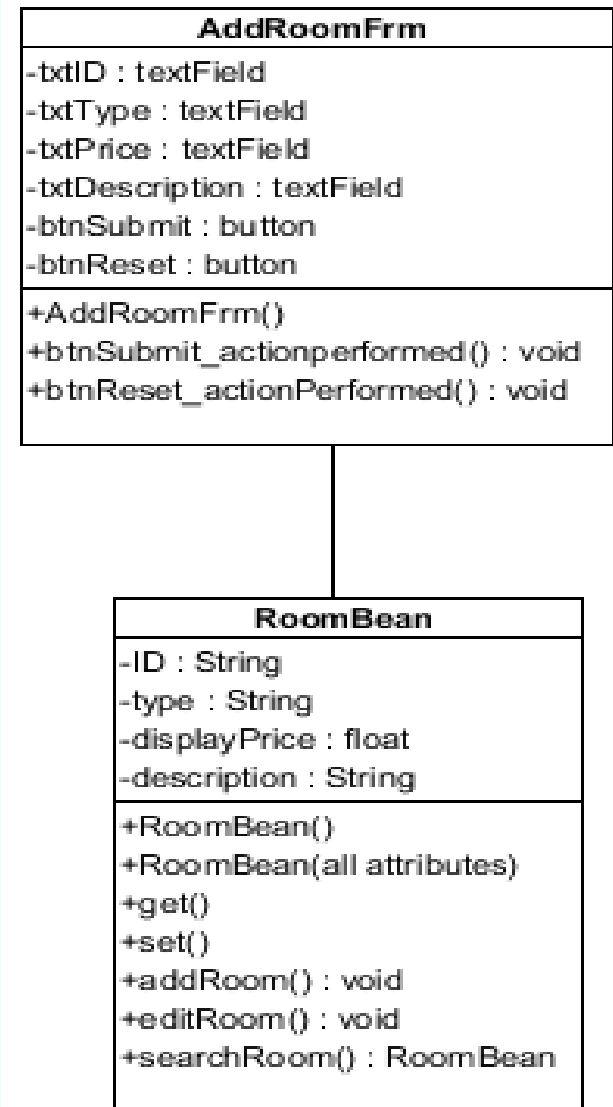 AddRoomFrm
-txtID : textField
-txtType : textField
-txtPrice : textField
-txtDescription : textField
-btnSubmit : button
-btnReset : button
+AddRoomFrm()
+btnSubmit_actionperformed() : void
+btnReset_actionPerformed() : void
RoomBean
-ID : String
-type : String
-displayPrice : float
-description : String
+RoomBean()
+RoomBean(all attributes)
+get()
+set()
+addRoom() : void
+editRoom() : void
+searchRoom() : RoomBean